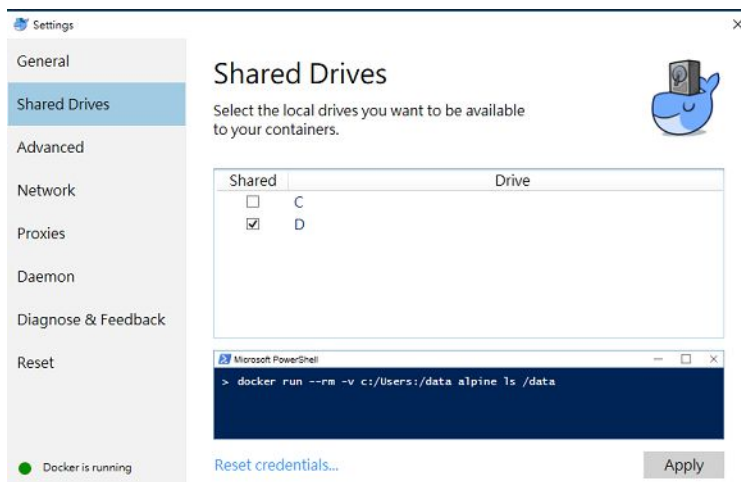 Settings
General
Shared Drives
Advanced
Network
Proxies
Daemon
Diagnose & Feedback
Reset
Docker is running
Shared Drives
Select the local drives you want to be available
to your containers.
Shared Drive
C
D
Microsoft PowerShell
> docker run --rm -v c:/Users:/data alpine ls /data
Reset credentials...
Apply